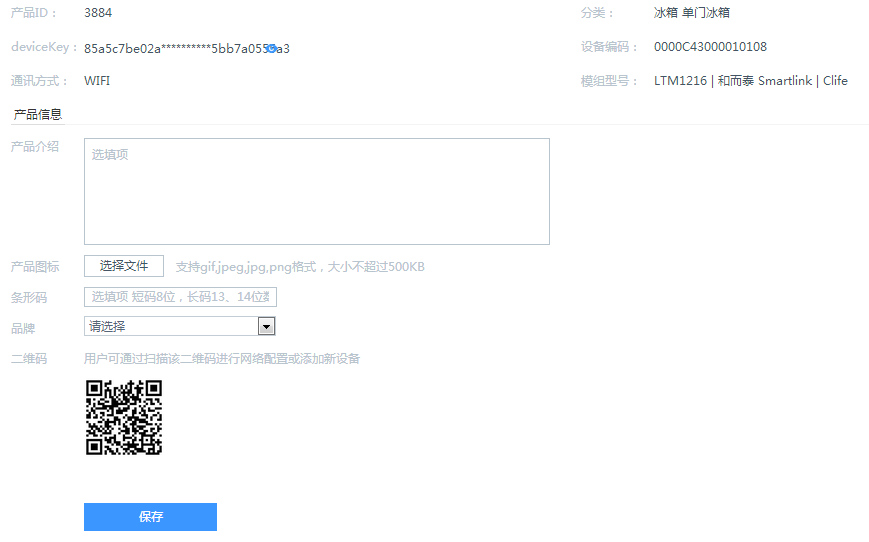 产品ID： 3884 分类： 冰箱 单门冰箱
deviceKey： 85a5c7be02a**********5bb7a0559a3 设备编码： 0000C43000010108
通讯方式： WIFI 模组型号： LTM1216 | 和而泰 Smartlink | Clife
产品信息
产品介绍 选填项
产品图标 选择文件 支持gif,jpeg,jpg,png格式，大小不超过500KB
条形码 选填项 短码8位，长码13、14位
品牌 请选择
二维码 用户可通过扫描该二维码进行网络配置或添加新设备
保存